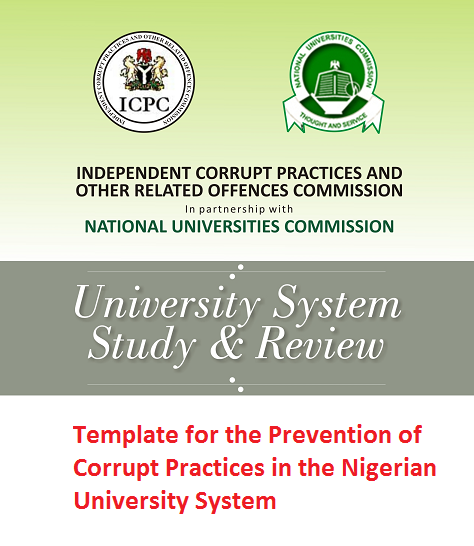 INDEPENDENT CORRUPT PRACTICES AND OTHER RELATED OFFENCES COMMISSION
ICPC
NATIONAL UNIVERSITIES COMMISSION
THOUGHT AND SERVICE
INDEPENDENT CORRUPT PRACTICES AND
OTHER RELATED OFFENCES COMMISSION
In partnership with
NATIONAL UNIVERSITIES COMMISSION
University System
Study & Review
Template for the Prevention of
Corrupt Practices in the Nigerian
University System